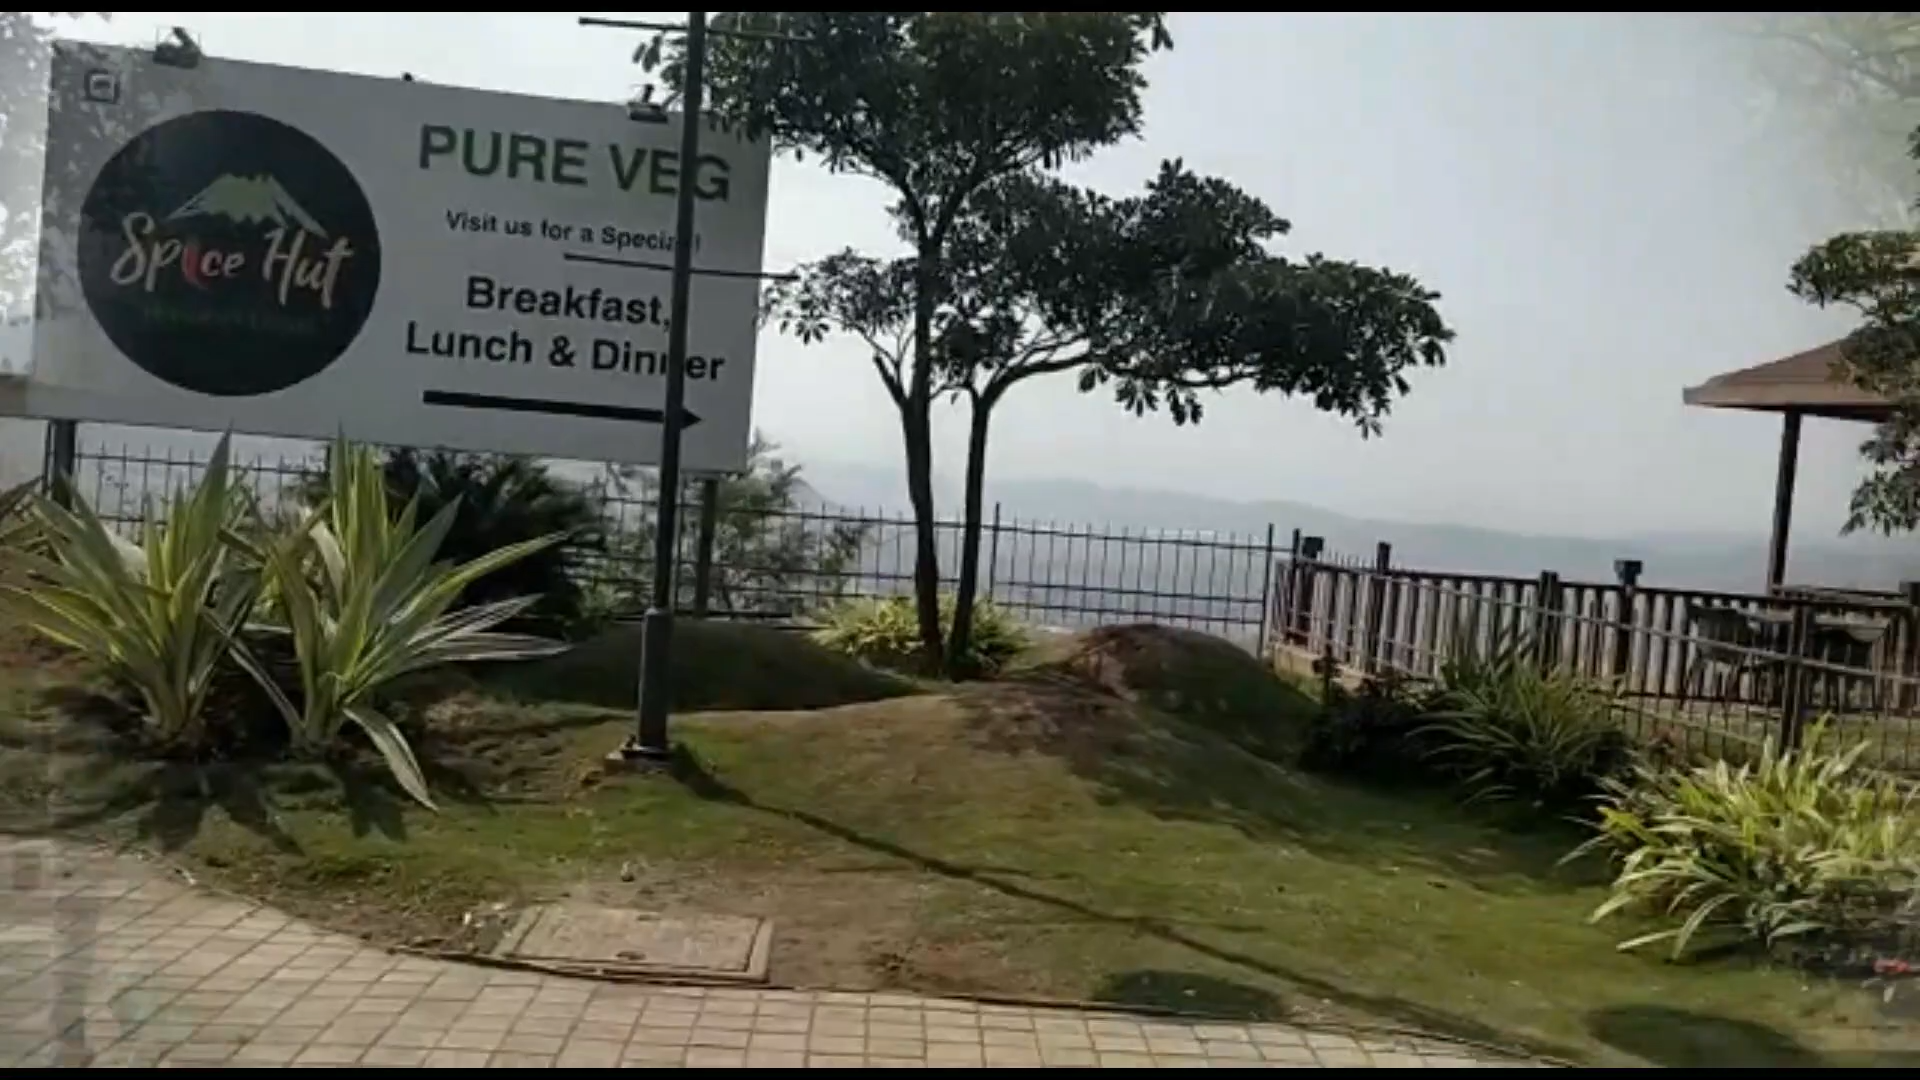 Spice Hut
PURE VEG
Visit us for a Special
Breakfast,
Lunch & Dinner